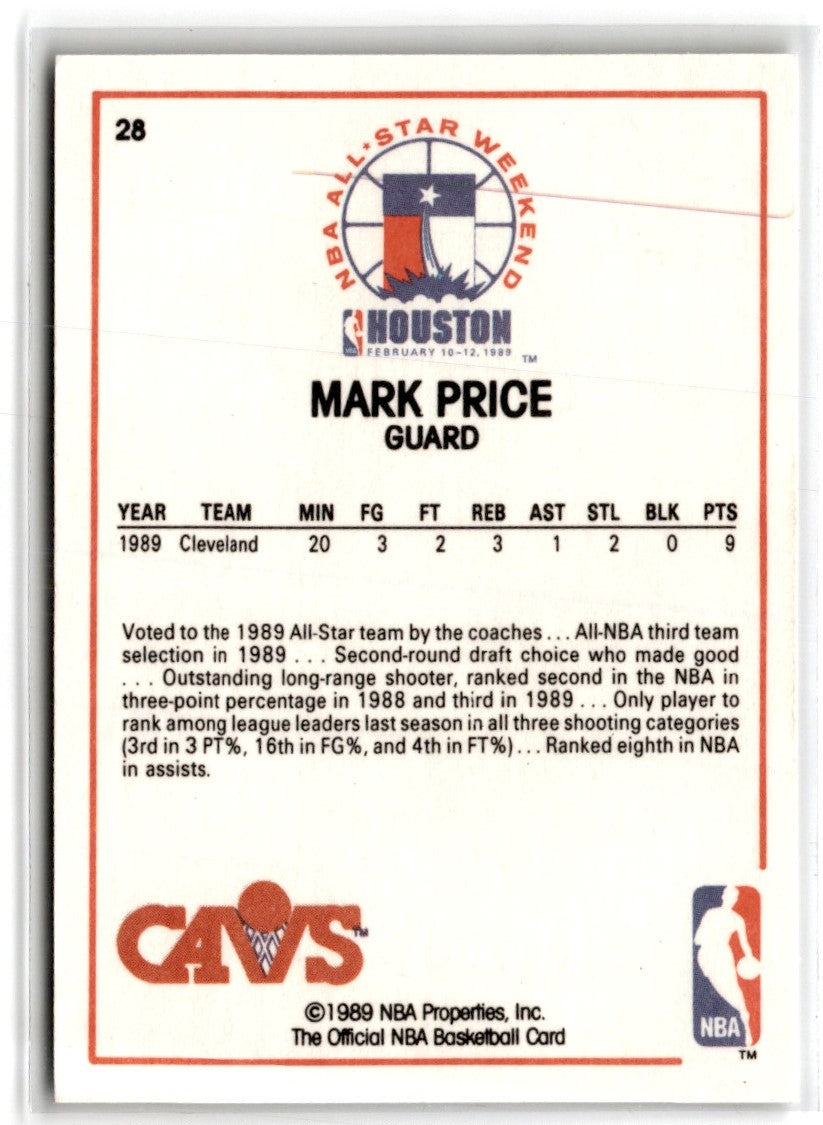 28
NBA ALL★STAR WEEKEND
NBA HOUSTON
FEBRUARY 10-12, 1989 TM
MARK PRICE
GUARD
YEAR TEAM MIN FG FT REB AST STL BLK PTS
1989 Cleveland 20 3 2 3 1 2 0 9
Voted to the 1989 All-Star team by the coaches . . . All-NBA third team
selection in 1989 . . . Second-round draft choice who made good
. . . Outstanding long-range shooter, ranked second in the NBA in
three-point percentage in 1988 and third in 1989 . . . Only player to
rank among league leaders last season in all three shooting categories
(3rd in 3 PT%, 16th in FG%, and 4th in FT%) . . . Ranked eighth in NBA
in assists.
CAVS TM
©1989 NBA Properties, Inc.
The Official NBA Basketball Card
NBA
TM